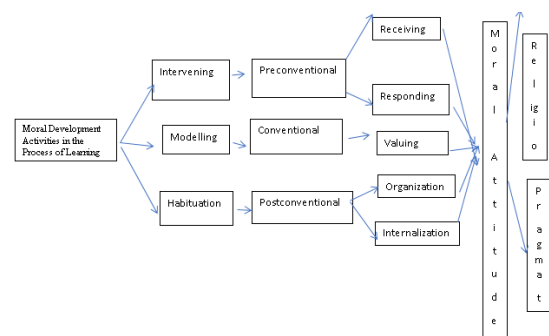 Moral Development
Activities in the
Process of Learning
Intervening
Modelling
Habituation
Preconventional
Conventional
Postconventional
Receiving
Responding
Valuing
Organization
Internalization
M
o
r
a
l
A
t
t
i
t
u
d
e
R
e
l
i
g
i
o
P
r
a
g
m
a
t